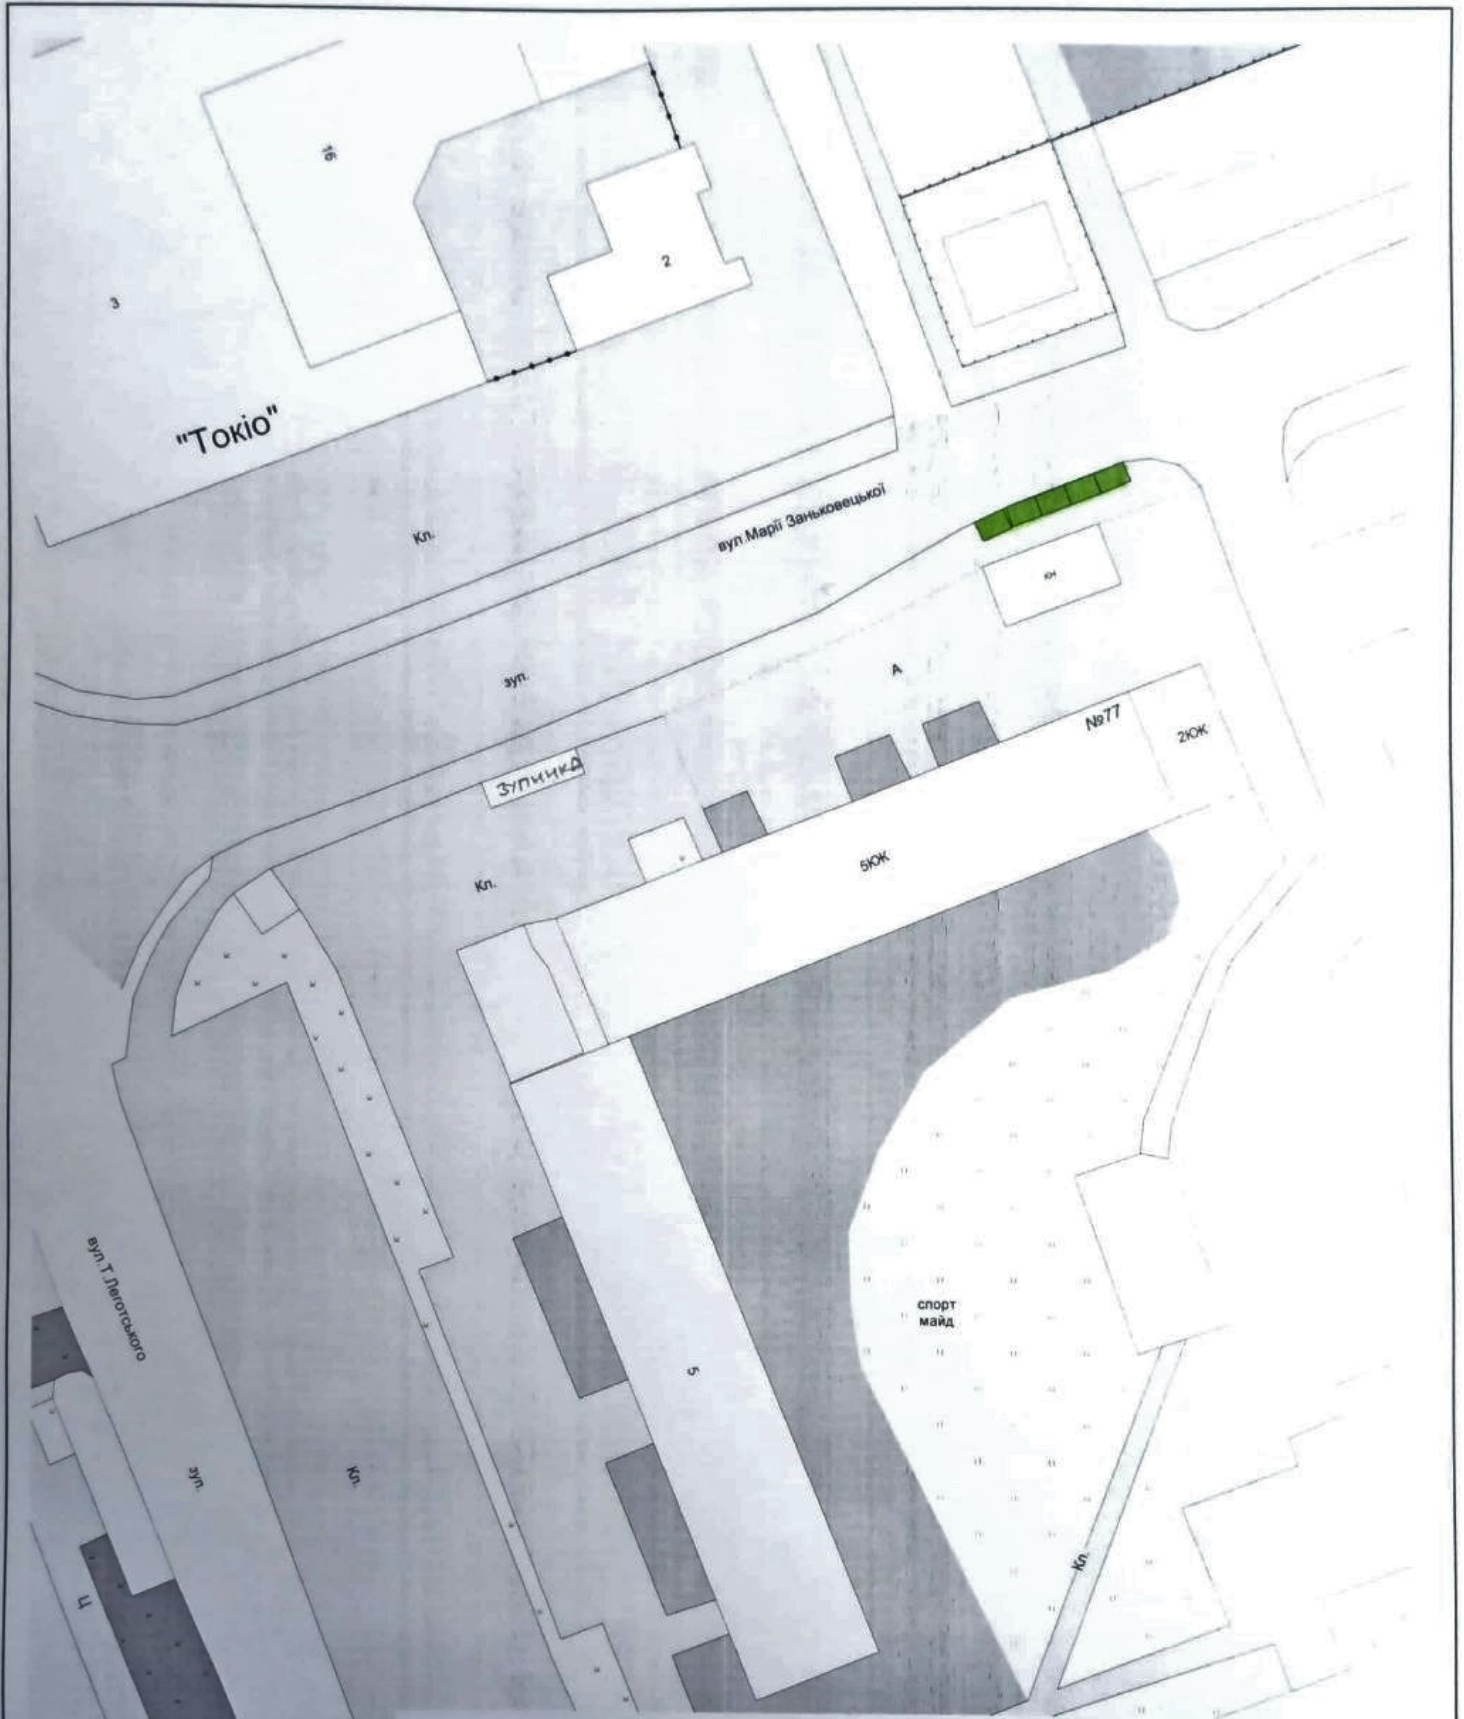 16
2
3
"Токіо"
Кл.
вул.Марії Заньковецької
кн
зуп.
А
№77
2ЮЖ
ЗУПИНКА
5ЮЖ
Кл.
спорт
майд
вул.Т.Леготського
5
зуп.
Кл.
Кл.
Ц